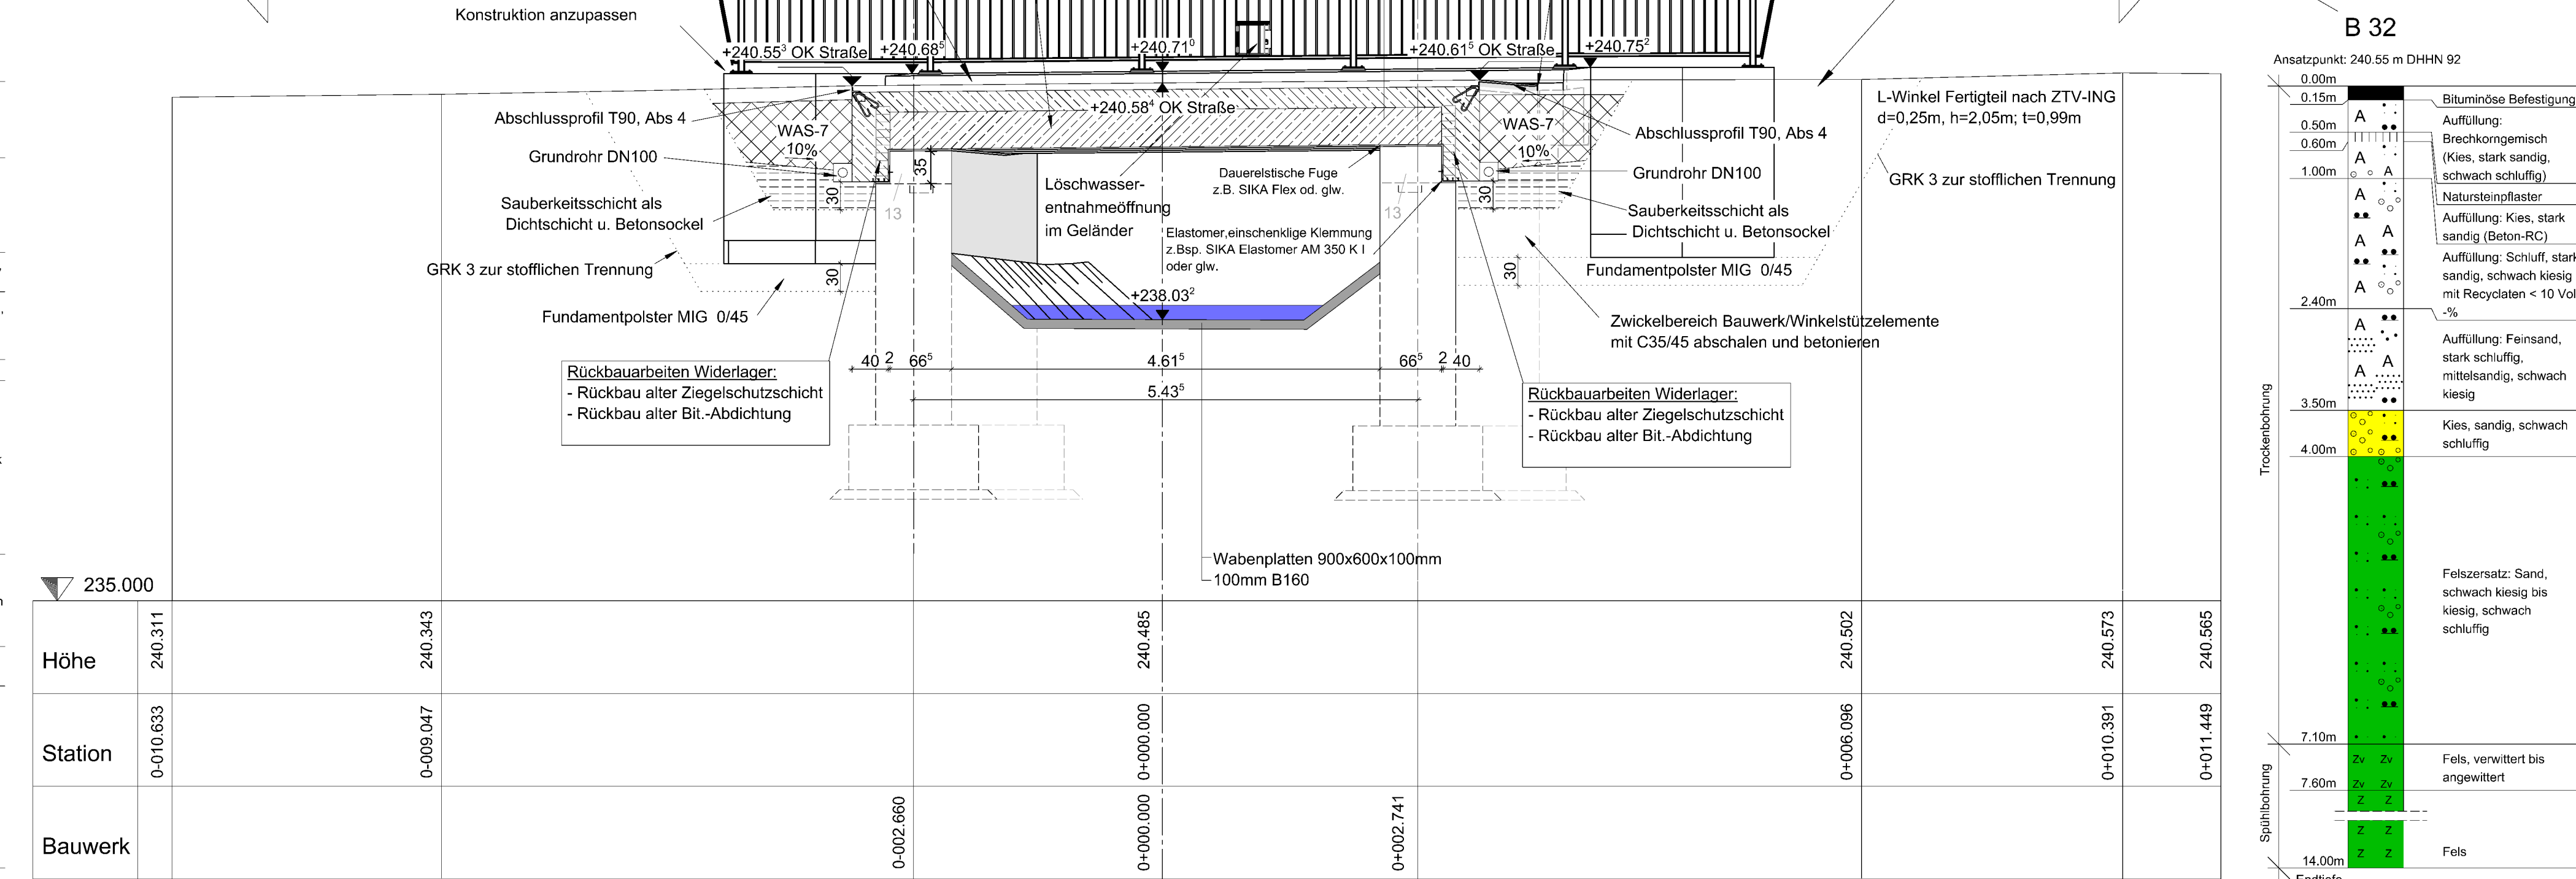 Konstruktion anzupassen
+240.55³ OK Straße
+240.68⁵
+240.71⁰
+240.61⁵ OK Straße
+240.75²
+240.58⁴ OK Straße
Abschlussprofil T90, Abs 4
WAS-7
10%
Grundrohr DN100
30
35
13
Sauberkeitsschicht als
Dichtschicht u. Betonsockel
GRK 3 zur stofflichen Trennung
30
Fundamentpolster MIG 0/45
Löschwasser-
entnahmeöffnung
im Geländer
Dauerelstische Fuge
z.B. SIKA Flex od. glw.
Elastomer,einschenklige Klemmung
z.Bsp. SIKA Elastomer AM 350 K I
oder glw.
+238.03²
13
WAS-7
10%
30
Abschlussprofil T90, Abs 4
Grundrohr DN100
Sauberkeitsschicht als
Dichtschicht u. Betonsockel
30
Fundamentpolster MIG 0/45
L-Winkel Fertigteil nach ZTV-ING
d=0,25m, h=2,05m; t=0,99m
GRK 3 zur stofflichen Trennung
Zwickelbereich Bauwerk/Winkelstützelemente
mit C35/45 abschalen und betonieren
40 2 66⁵ 4.61⁵ 66⁵ 2 40
5.43⁵
Rückbauarbeiten Widerlager:
- Rückbau alter Ziegelschutzschicht
- Rückbau alter Bit.-Abdichtung
Rückbauarbeiten Widerlager:
- Rückbau alter Ziegelschutzschicht
- Rückbau alter Bit.-Abdichtung
Wabenplatten 900x600x100mm
100mm B160
235.000
Höhe
240.311
240.343
240.485
240.502
240.573
240.565
Station
0-010.633
0-009.047
0+000.000
0+006.096
0+010.391
0+011.449
Bauwerk
0-002.660
0+000.000
0+002.741
B 32
Ansatzpunkt: 240.55 m DHHN 92
0.00m
0.15m
0.50m
0.60m
1.00m
2.40m
3.50m
4.00m
7.10m
7.60m
14.00m
Trockenbohrung
Spühlbohrung
A
A
A
A
A
A
A
A
A
A
Zv Zv
Zv Zv
Z Z
Z Z
Z Z
Bituminöse Befestigung
Auffüllung:
Brechkorngemisch
(Kies, stark sandig,
schwach schluffig)
Natursteinpflaster
Auffüllung: Kies, stark
sandig (Beton-RC)
Auffüllung: Schluff, stark
sandig, schwach kiesig
mit Recyclaten < 10 Vol
-%
Auffüllung: Feinsand,
stark schluffig,
mittelsandig, schwach
kiesig
Kies, sandig, schwach
schluffig
Felszersatz: Sand,
schwach kiesig bis
kiesig, schwach
schluffig
Fels, verwittert bis
angewittert
Fels
Endtiefe